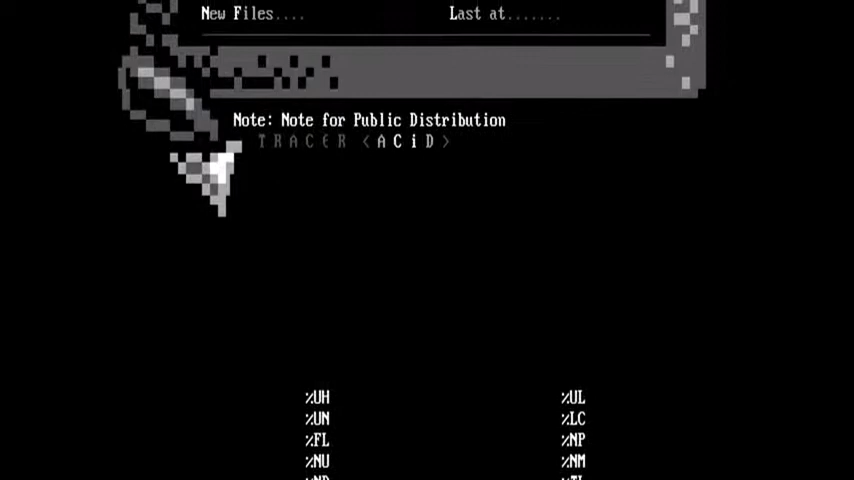 New Files....    Last at.......
Note: Note for Public Distribution
TRACER <ACiD>
%UH    %UL
%UN    %LC
%FL    %NP
%NU    %NM